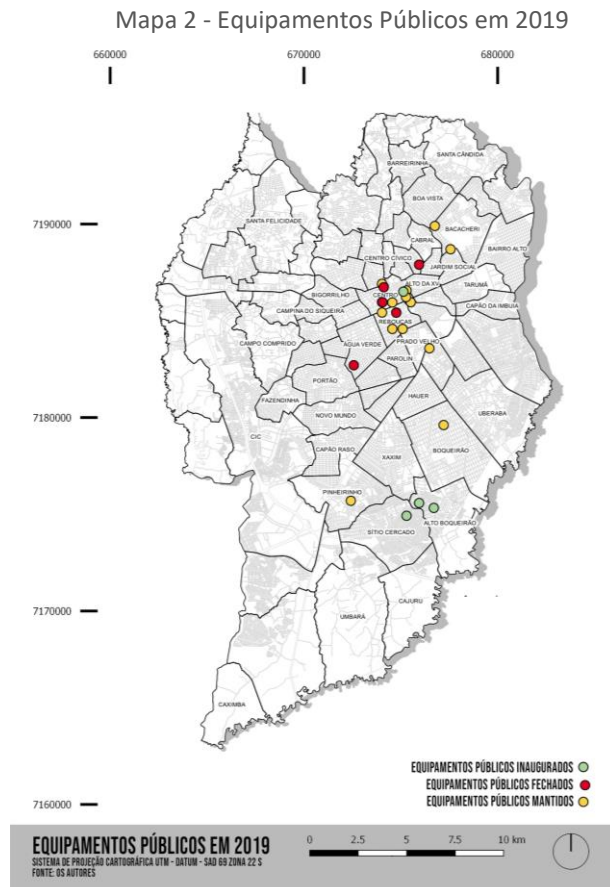 Mapa 2 - Equipamentos Públicos em 2019
660000 670000 680000
SANTA CÂNDIDA
BARREIRINHA
BOA VISTA
7190000
SANTA FELICIDADE
BACACHERI
CABRAL
BAIRRO ALTO
CENTRO CÍVICO
JARDIM SOCIAL
ALTO DA XV
TARUMÃ
BIGORRILHO
CENTRO
CAMPINA DO SIQUEIRA
CAPÃO DA IMBUIA
REBOUÇAS
CAMPO COMPRIDO
ÁGUA VERDE
PRADO VELHO
PAROLIN
PORTÃO
FAZENDINHA
HAUER
7180000
NOVO MUNDO
UBERABA
CIC
CAPÃO RASO
BOQUEIRÃO
XAXIM
PINHEIRINHO
ALTO BOQUEIRÃO
SÍTIO CERCADO
7170000
CAJURU
UMBARÁ
CAXIMBA
EQUIPAMENTOS PÚBLICOS INAUGURADOS
EQUIPAMENTOS PÚBLICOS FECHADOS
7160000
EQUIPAMENTOS PÚBLICOS MANTIDOS
EQUIPAMENTOS PÚBLICOS EM 2019
SISTEMA DE PROJEÇÃO CARTOGRÁFICA UTM - DATUM - SAD 69 ZONA 22 S
FONTE: OS AUTORES
0 2.5 5 7.5 10 km